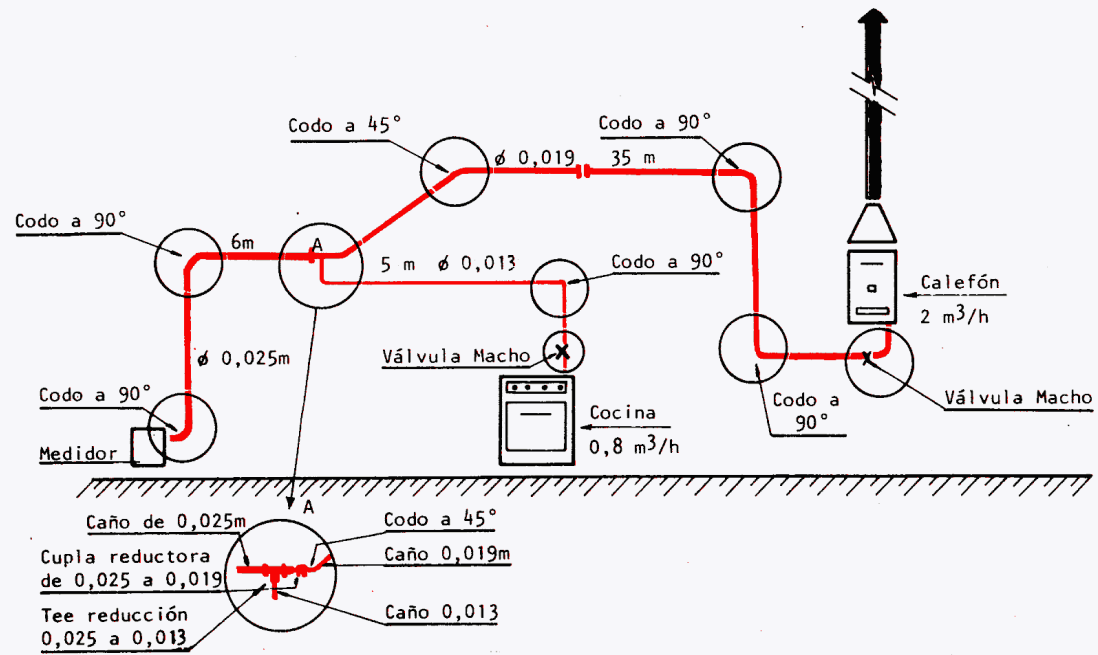 Codo a 45°
Codo a 90°
ø 0,019
35 m
Codo a 90°
6m
A
5 m ø 0,013
Codo a 90°
Calefón
2 m³/h
ø 0,025m
Válvula Macho
Codo a 90°
Medidor
Cocina
0,8 m³/h
Codo a
90°
Válvula Macho
A
Caño de 0,025m
Codo a 45°
Cupla reductora
de 0,025 a 0,019
Caño 0,019m
Tee reducción
0,025 a 0,013
Caño 0,013